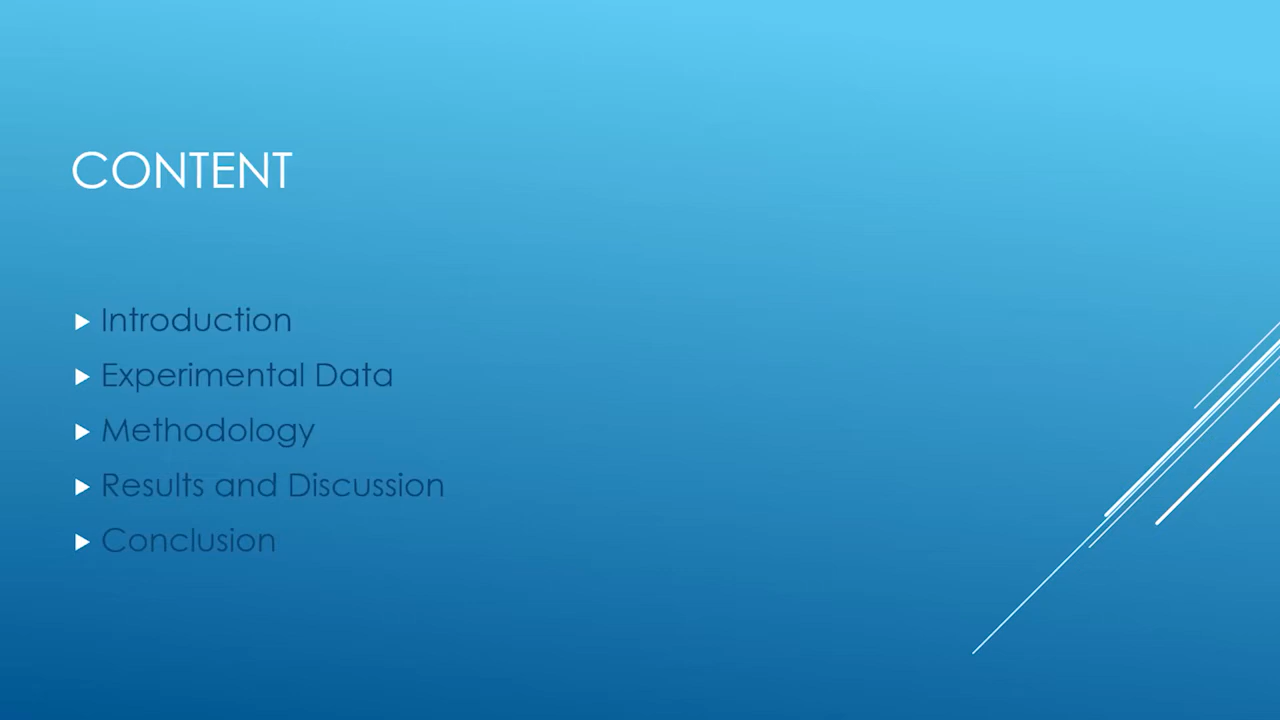 CONTENT
Introduction
Experimental Data
Methodology
Results and Discussion
Conclusion